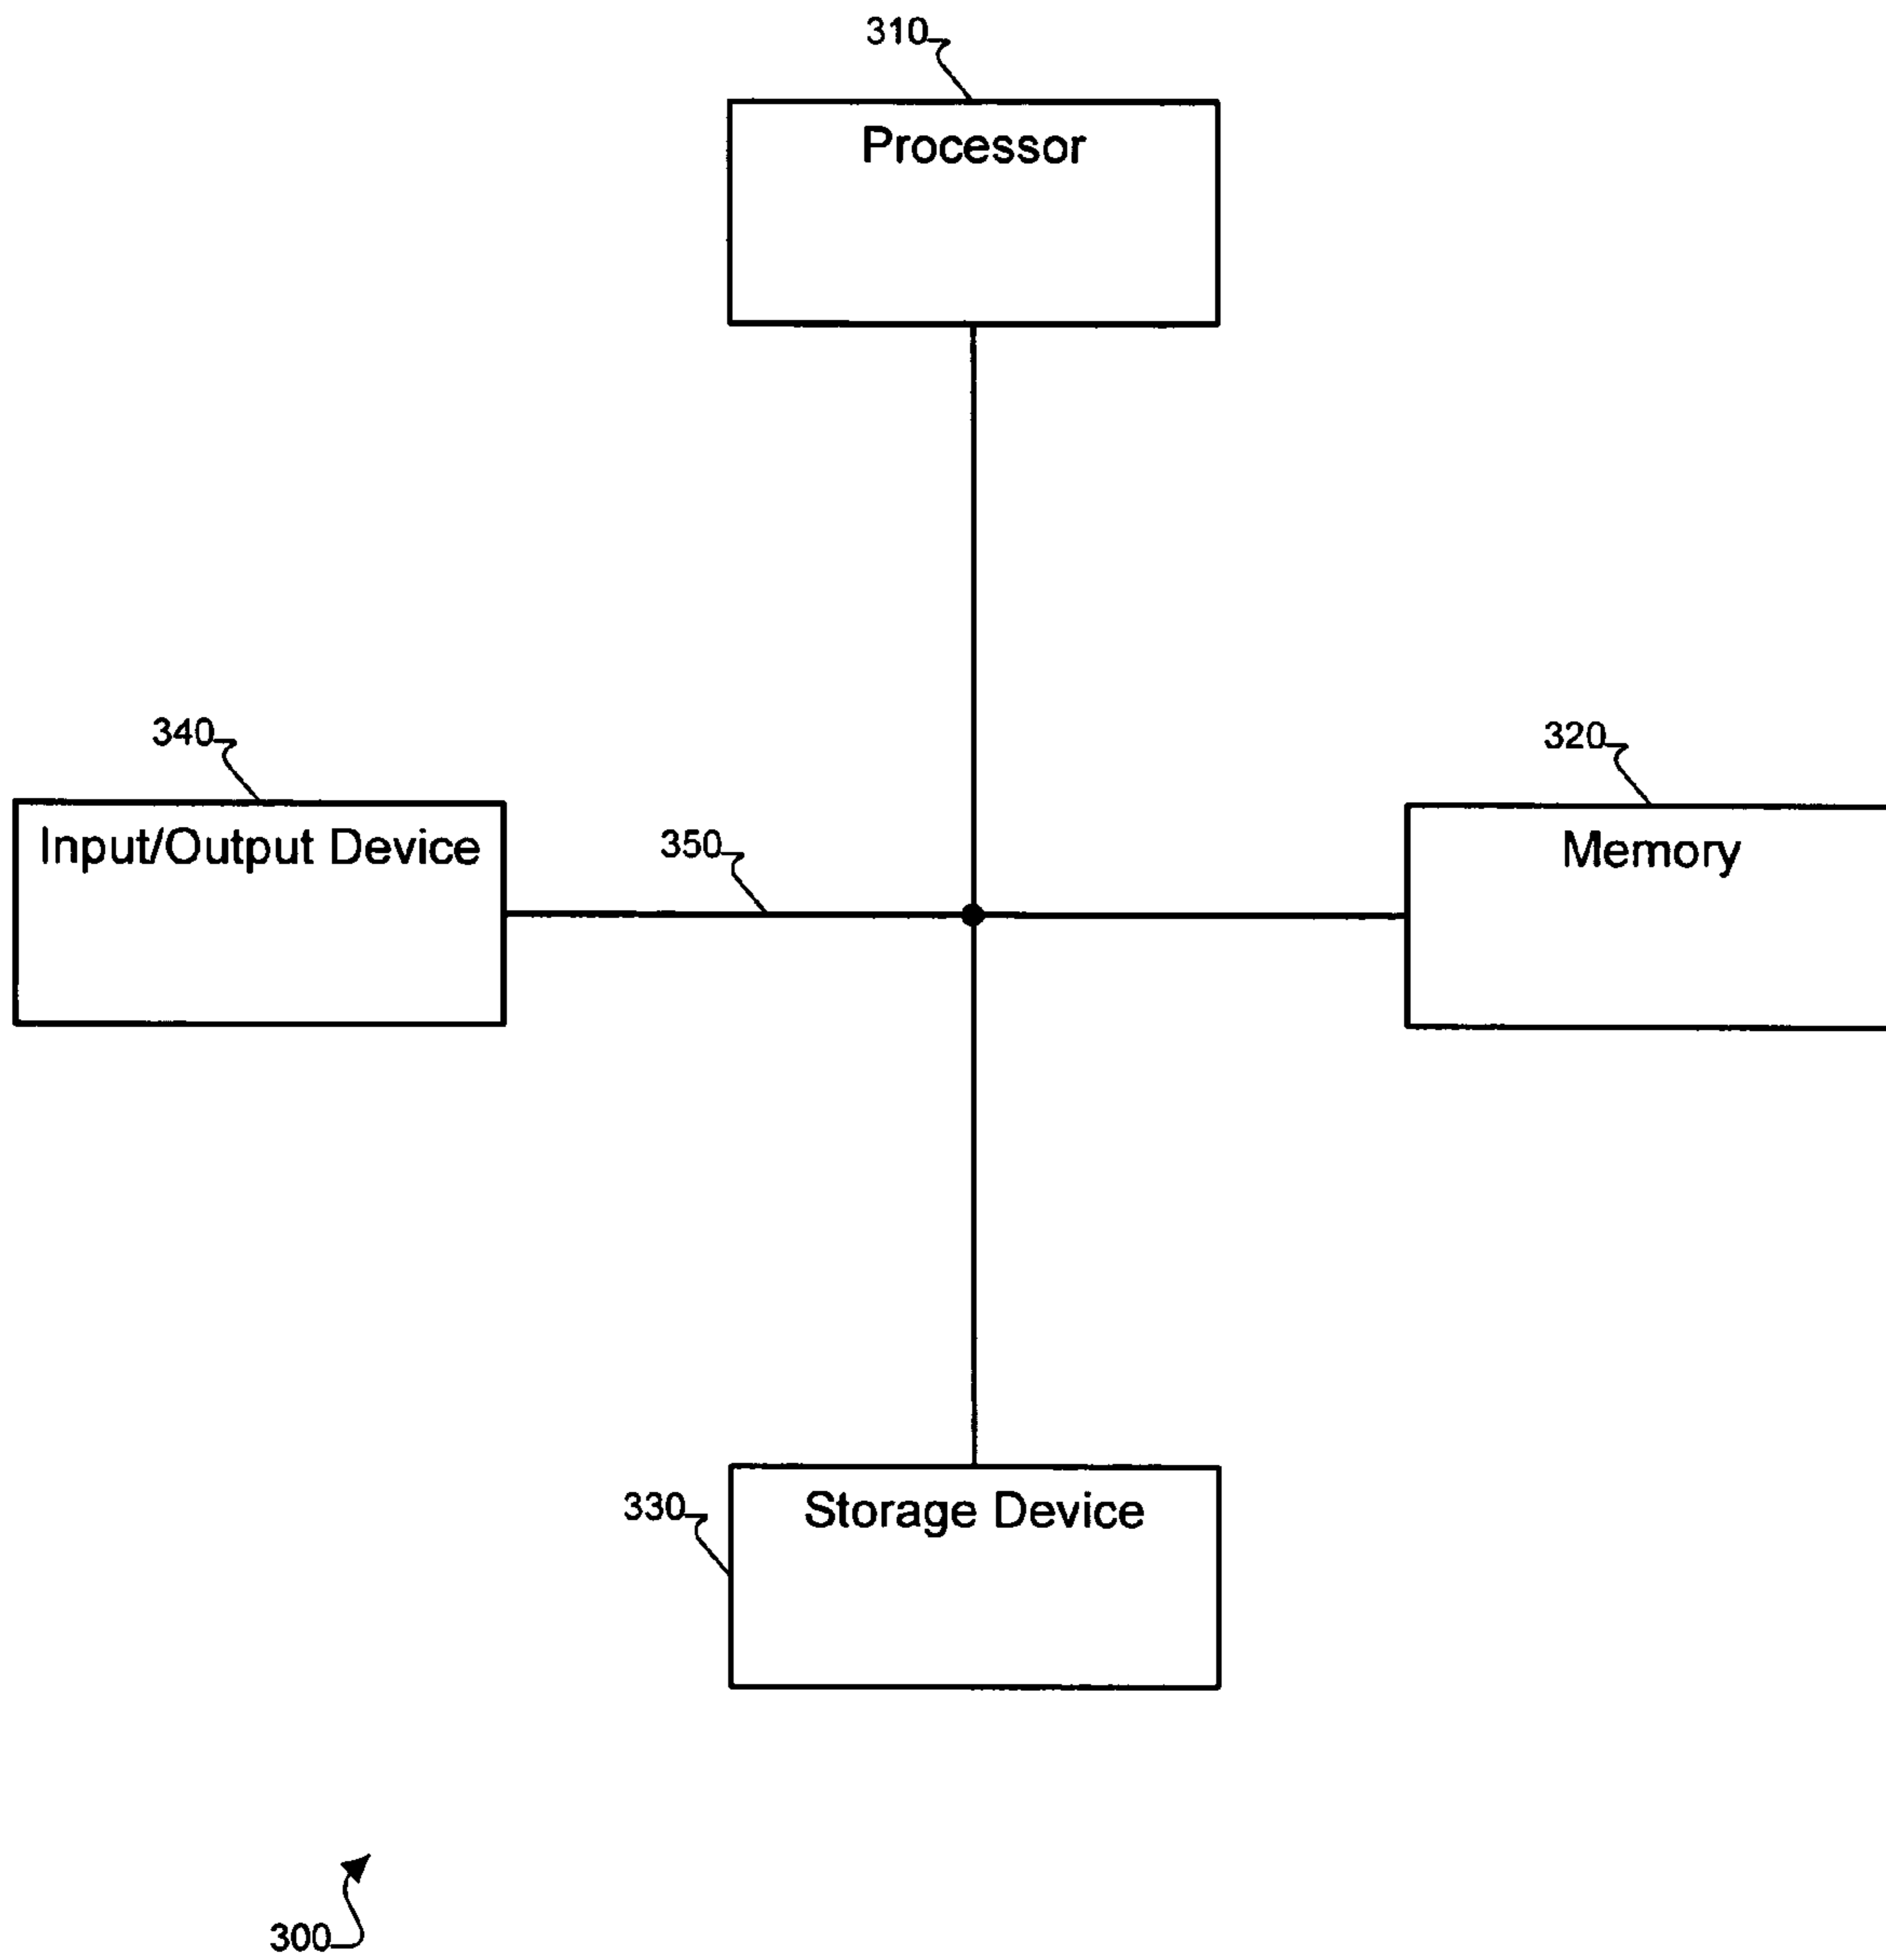 310
Processor
340
320
Input/Output Device
350
Memory
330
Storage Device
300